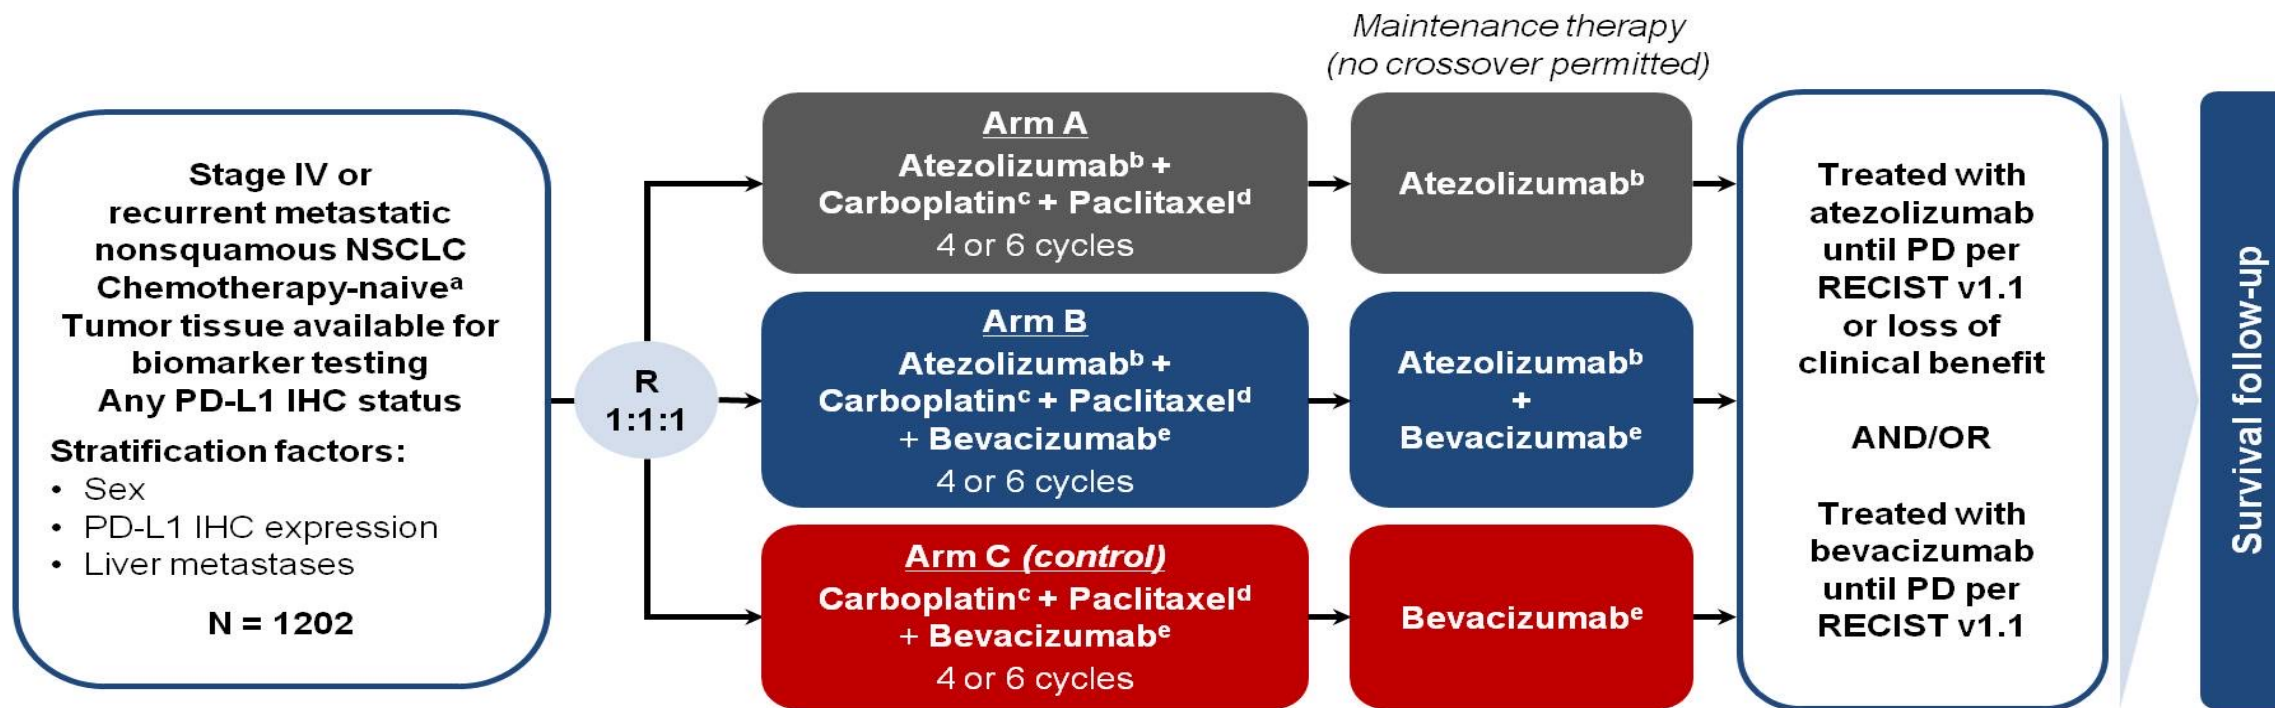 Maintenance therapy
(no crossover permitted)
Stage IV or
recurrent metastatic
nonsquamous NSCLC
Chemotherapy-naiveᵃ
Tumor tissue available for
biomarker testing
Any PD-L1 IHC status
Stratification factors:
• Sex
• PD-L1 IHC expression
• Liver metastases
N = 1202
R
1:1:1
Arm A
Atezolizumabᵇ +
Carboplatinᶜ + Paclitaxelᵈ
4 or 6 cycles
Atezolizumabᵇ
Arm B
Atezolizumabᵇ +
Carboplatinᶜ + Paclitaxelᵈ
+ Bevacizumabᵉ
4 or 6 cycles
Atezolizumabᵇ
+
Bevacizumabᵉ
Arm C (control)
Carboplatinᶜ + Paclitaxelᵈ
+ Bevacizumabᵉ
4 or 6 cycles
Bevacizumabᵉ
Treated with
atezolizumab
until PD per
RECIST v1.1
or loss of
clinical benefit
AND/OR
Treated with
bevacizumab
until PD per
RECIST v1.1
Survival follow-up